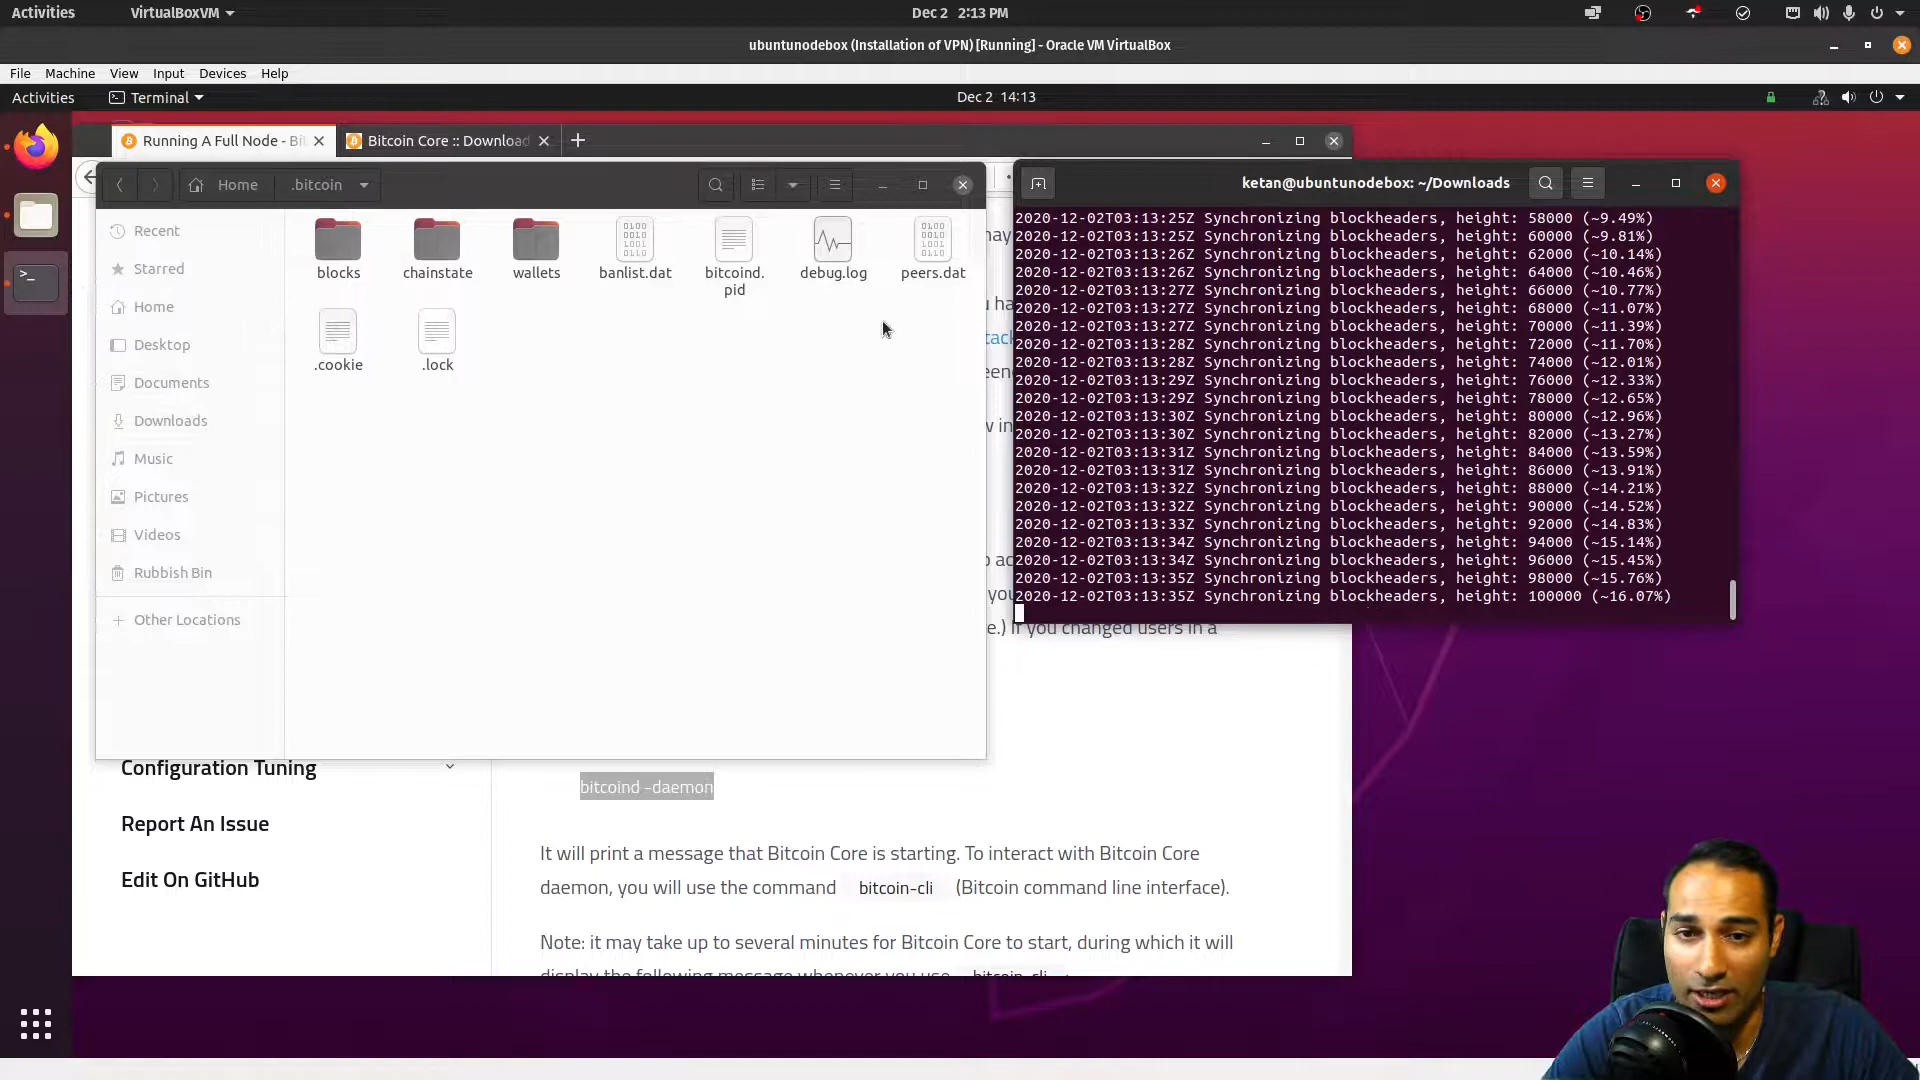 Activities
VirtualBoxVM
Dec 2 2:13 PM
ubuntunodebox (Installation of VPN) [Running] - Oracle VM VirtualBox
File Machine View Input Devices Help
Activities
Terminal
Dec 2 14:13
Running A Full Node - Bit
Bitcoin Core :: Download
Home
.bitcoin
Recent
Starred
Home
Desktop
Documents
Downloads
Music
Pictures
Videos
Rubbish Bin
Other Locations
blocks
chainstate
wallets
banlist.dat
bitcoind.
pid
debug.log
peers.dat
.cookie
.lock
ketan@ubuntunodebox: ~/Downloads
2020-12-02T03:13:25Z Synchronizing blockheaders, height: 58000 (~9.49%)
2020-12-02T03:13:25Z Synchronizing blockheaders, height: 60000 (~9.81%)
2020-12-02T03:13:26Z Synchronizing blockheaders, height: 62000 (~10.14%)
2020-12-02T03:13:26Z Synchronizing blockheaders, height: 64000 (~10.46%)
2020-12-02T03:13:27Z Synchronizing blockheaders, height: 66000 (~10.77%)
2020-12-02T03:13:27Z Synchronizing blockheaders, height: 68000 (~11.07%)
2020-12-02T03:13:27Z Synchronizing blockheaders, height: 70000 (~11.39%)
2020-12-02T03:13:28Z Synchronizing blockheaders, height: 72000 (~11.70%)
2020-12-02T03:13:28Z Synchronizing blockheaders, height: 74000 (~12.01%)
2020-12-02T03:13:29Z Synchronizing blockheaders, height: 76000 (~12.33%)
2020-12-02T03:13:29Z Synchronizing blockheaders, height: 78000 (~12.65%)
2020-12-02T03:13:30Z Synchronizing blockheaders, height: 80000 (~12.96%)
2020-12-02T03:13:30Z Synchronizing blockheaders, height: 82000 (~13.27%)
2020-12-02T03:13:31Z Synchronizing blockheaders, height: 84000 (~13.59%)
2020-12-02T03:13:31Z Synchronizing blockheaders, height: 86000 (~13.91%)
2020-12-02T03:13:32Z Synchronizing blockheaders, height: 88000 (~14.21%)
2020-12-02T03:13:32Z Synchronizing blockheaders, height: 90000 (~14.52%)
2020-12-02T03:13:33Z Synchronizing blockheaders, height: 92000 (~14.83%)
2020-12-02T03:13:34Z Synchronizing blockheaders, height: 94000 (~15.14%)
2020-12-02T03:13:34Z Synchronizing blockheaders, height: 96000 (~15.45%)
2020-12-02T03:13:35Z Synchronizing blockheaders, height: 98000 (~15.76%)
2020-12-02T03:13:35Z Synchronizing blockheaders, height: 100000 (~16.07%)
e.) If you changed users in a
Configuration Tuning
Report An Issue
Edit On GitHub
bitcoind -daemon
It will print a message that Bitcoin Core is starting. To interact with Bitcoin Core
daemon, you will use the command bitcoin-cli (Bitcoin command line interface).
Note: it may take up to several minutes for Bitcoin Core to start, during which it will
display the following message whenever you use bitcoin-cli